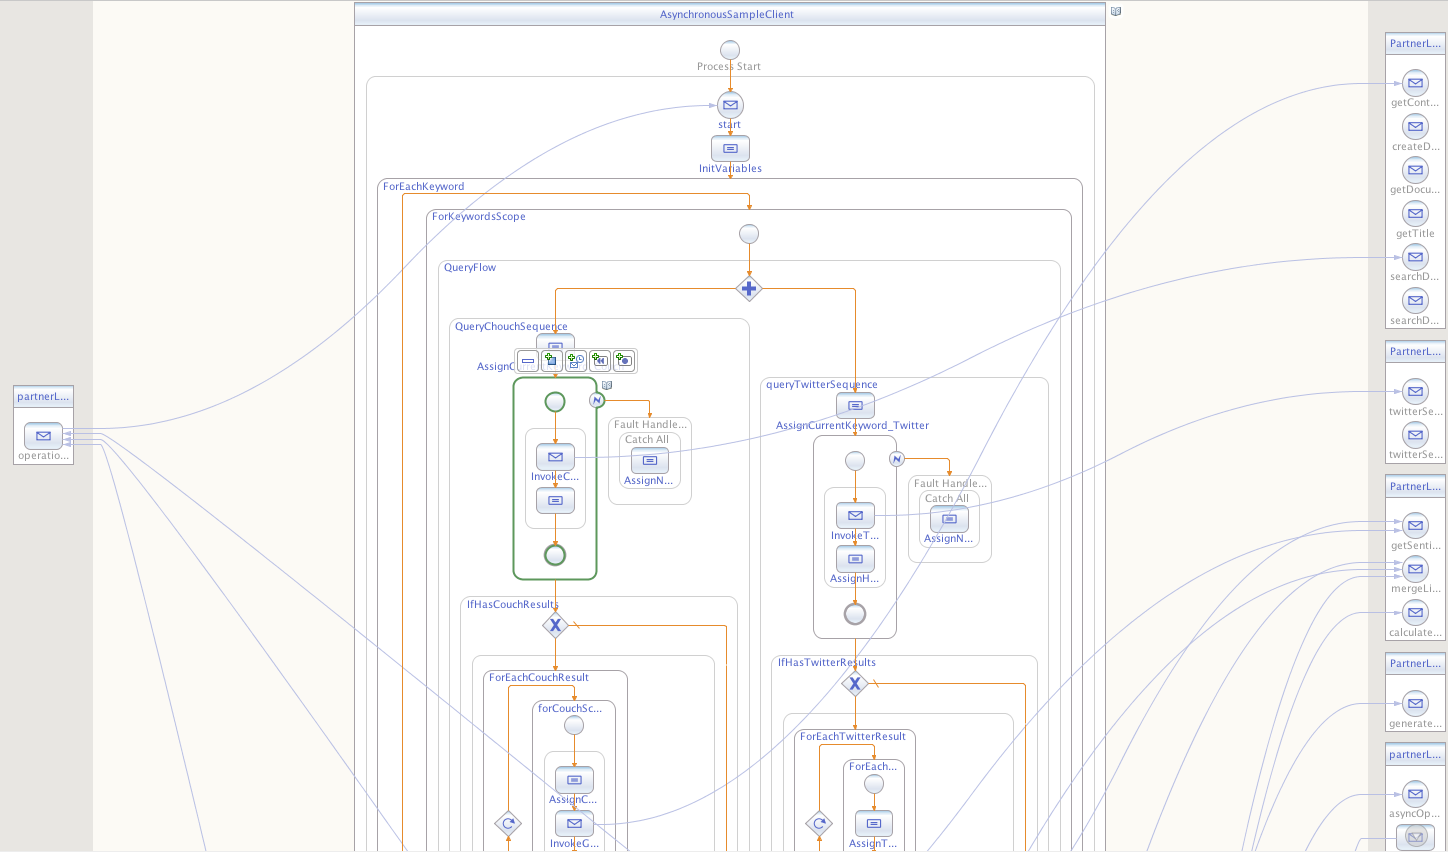 AsynchronousSampleClient
Process Start
start
InitVariables
ForEachKeyword
ForKeywordsScope
QueryFlow
QueryChouchSequence
AssignC
InvokeC...
Fault Handle...
Catch All
AssignN...
queryTwitterSequence
AssignCurrentKeyword_Twitter
InvokeT...
AssignH...
Fault Handle...
Catch All
AssignN...
IfHasCouchResults
X
ForEachCouchResult
forCouchSc...
AssignC...
InvokeG...
IfHasTwitterResults
X
ForEachTwitterResult
ForEach...
AssignT...
partnerL...
operatio...
PartnerL...
getCont...
createD...
getDocu...
getTitle
searchD...
searchD...
PartnerL...
twitterSe...
twitterSe...
PartnerL...
getSenti...
mergeLi...
calculate...
PartnerL...
generate...
partnerL...
asyncOp...